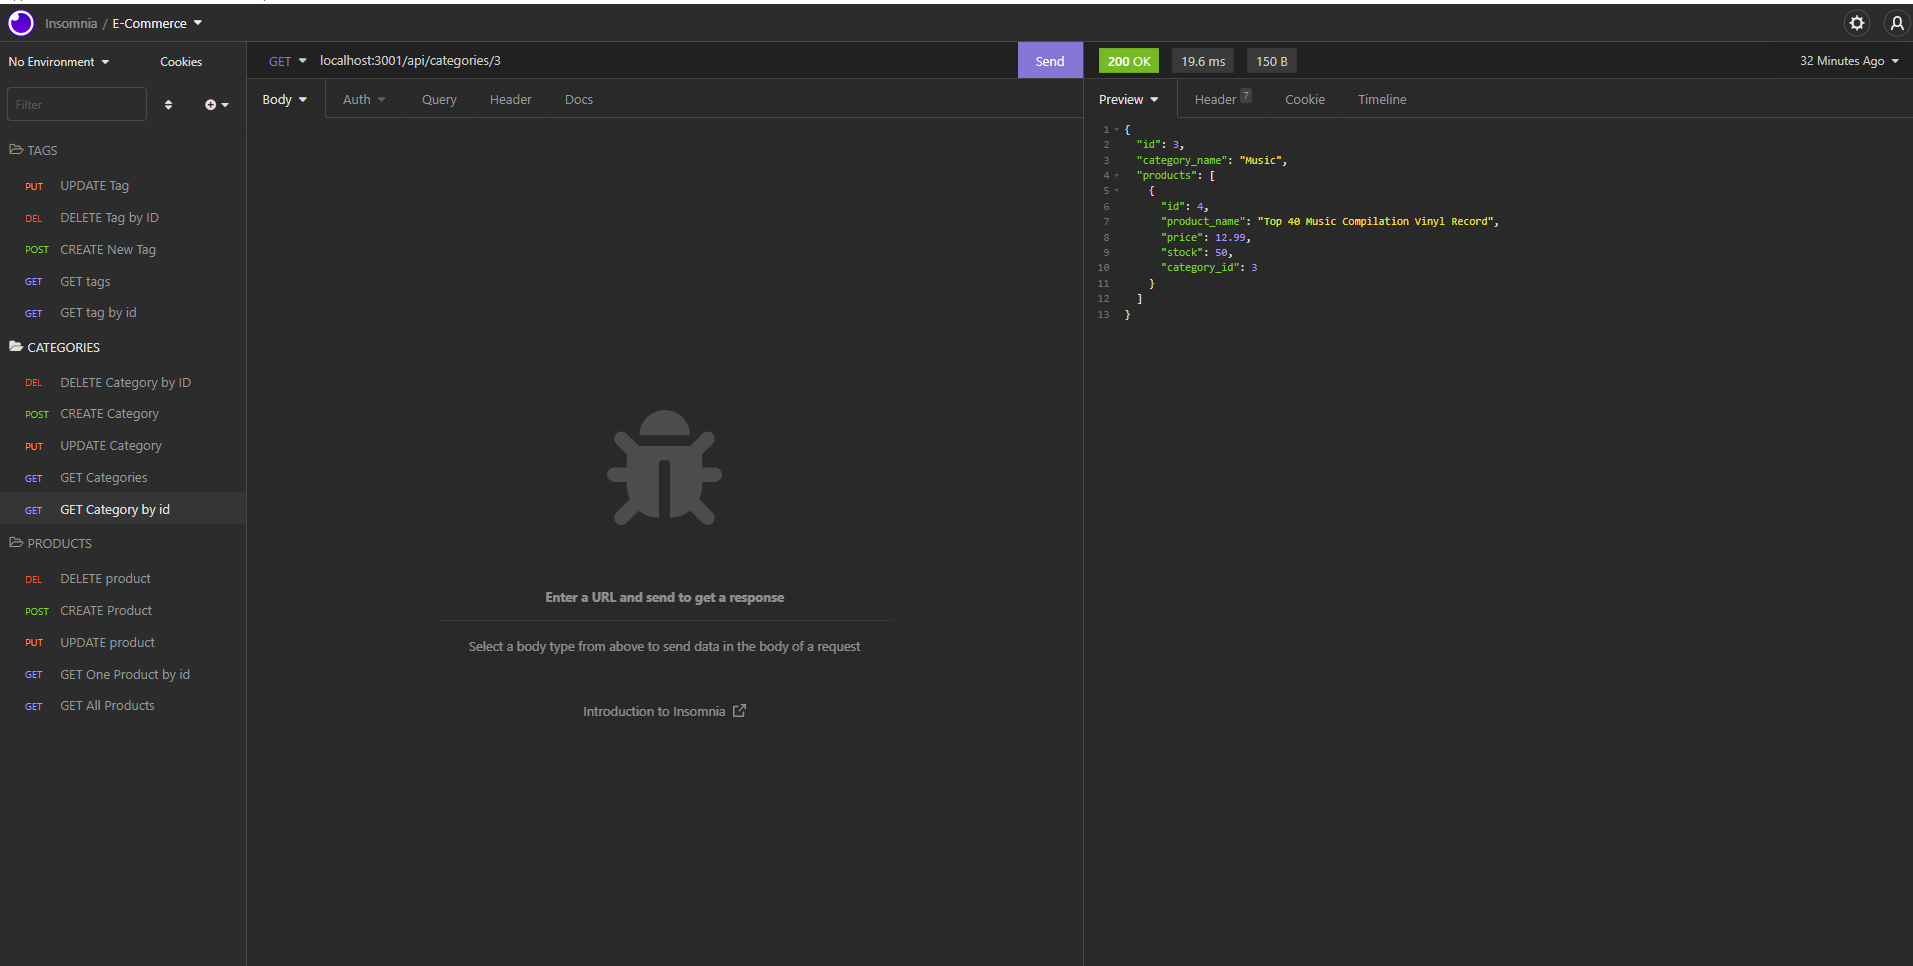 Insomnia / E-Commerce
No Environment
Cookies
Filter
TAGS
PUT UPDATE Tag
DEL DELETE Tag by ID
POST CREATE New Tag
GET GET tags
GET GET tag by id
CATEGORIES
DEL DELETE Category by ID
POST CREATE Category
PUT UPDATE Category
GET GET Categories
GET GET Category by id
PRODUCTS
DEL DELETE product
POST CREATE Product
PUT UPDATE product
GET GET One Product by id
GET GET All Products
GET localhost:3001/api/categories/3 Send
Body Auth Query Header Docs
Enter a URL and send to get a response
Select a body type from above to send data in the body of a request
Introduction to Insomnia
200 OK 19.6 ms 150 B 32 Minutes Ago
Preview Header 7 Cookie Timeline
1 {
2 "id": 3,
3 "category_name": "Music",
4 "products": [
5 {
6 "id": 4,
7 "product_name": "Top 40 Music Compilation Vinyl Record",
8 "price": 12.99,
9 "stock": 50,
10 "category_id": 3
11 }
12 ]
13 }